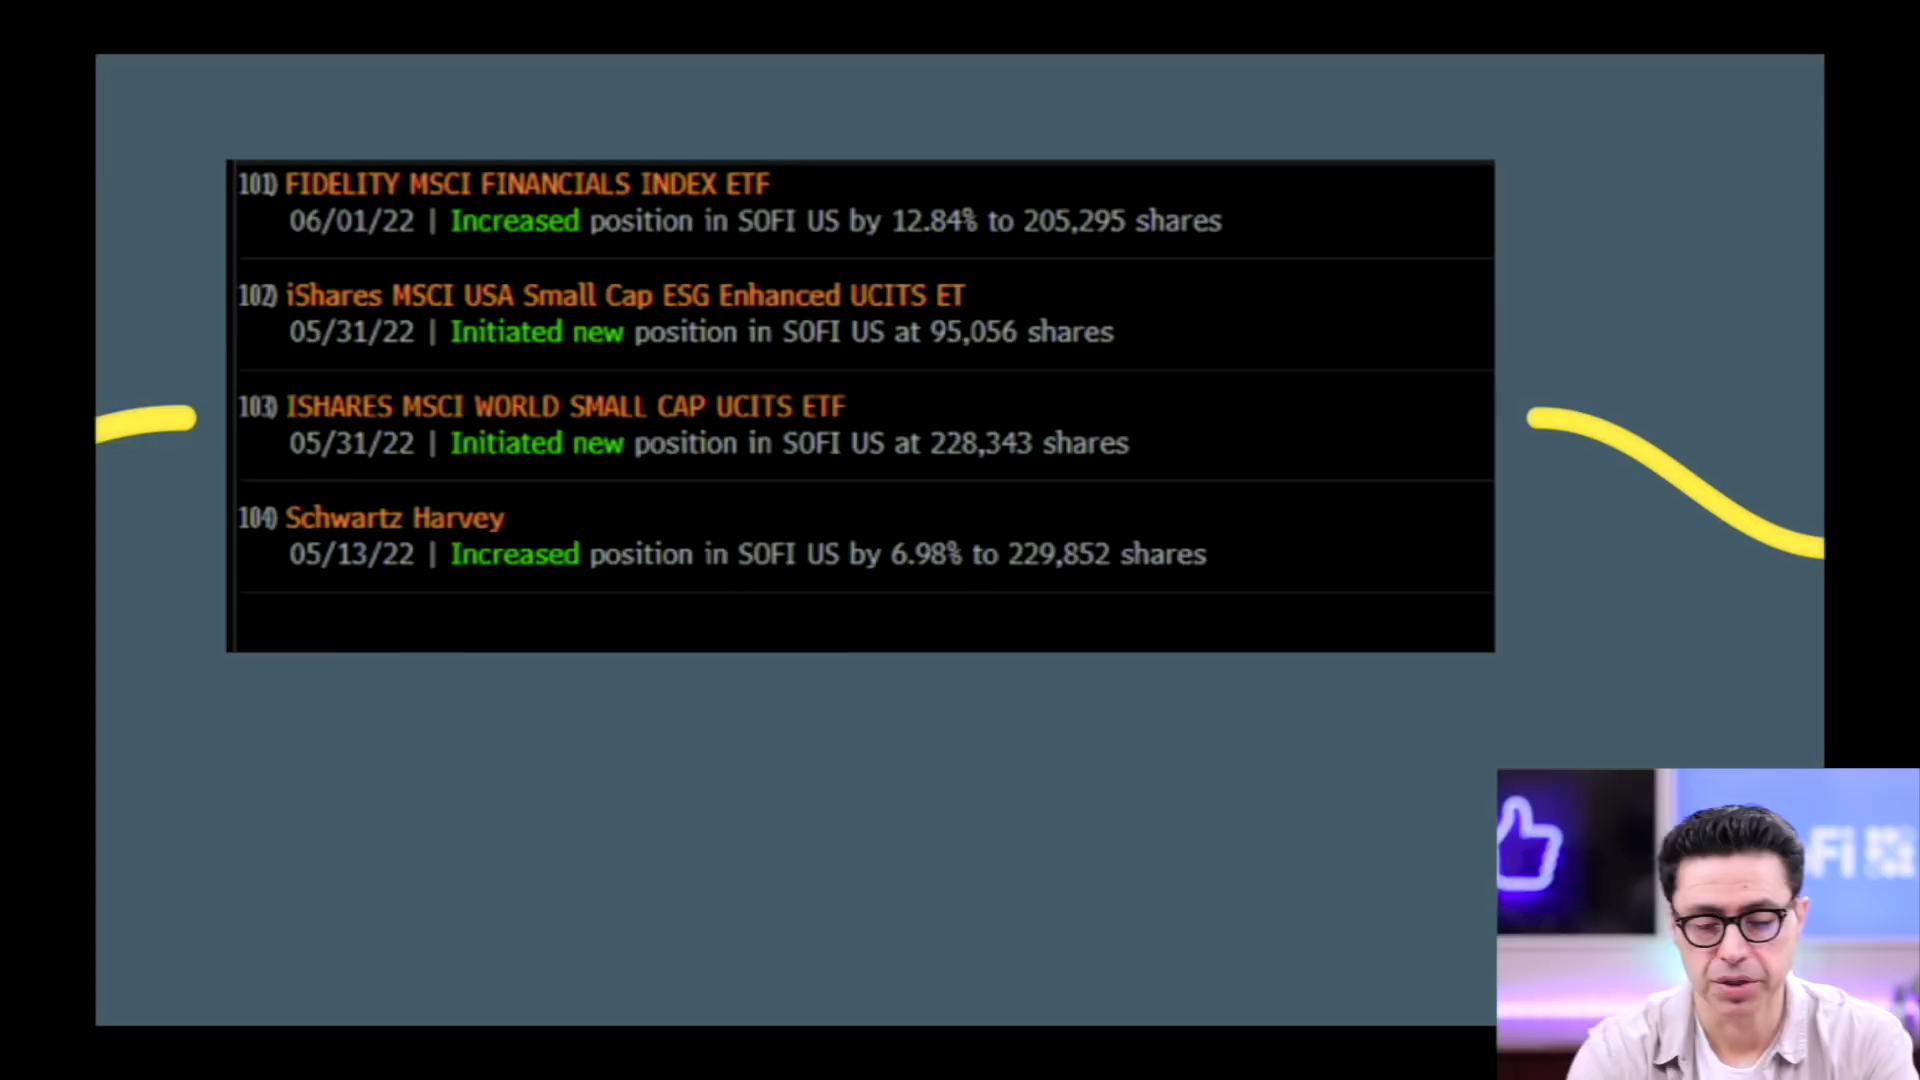 101) FIDELITY MSCI FINANCIALS INDEX ETF
06/01/22 | Increased position in SOFI US by 12.84% to 205,295 shares
102) iShares MSCI USA Small Cap ESG Enhanced UCITS ET
05/31/22 | Initiated new position in SOFI US at 95,056 shares
103) ISHARES MSCI WORLD SMALL CAP UCITS ETF
05/31/22 | Initiated new position in SOFI US at 228,343 shares
104) Schwartz Harvey
05/13/22 | Increased position in SOFI US by 6.98% to 229,852 shares